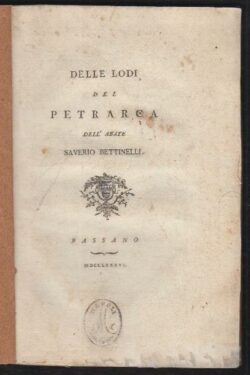 DELLE LODI
DEL
PETRARCA
DELL' ABATE
SAVERIO BETTINELLI.
BASSANO
MDCCLXXXVI.